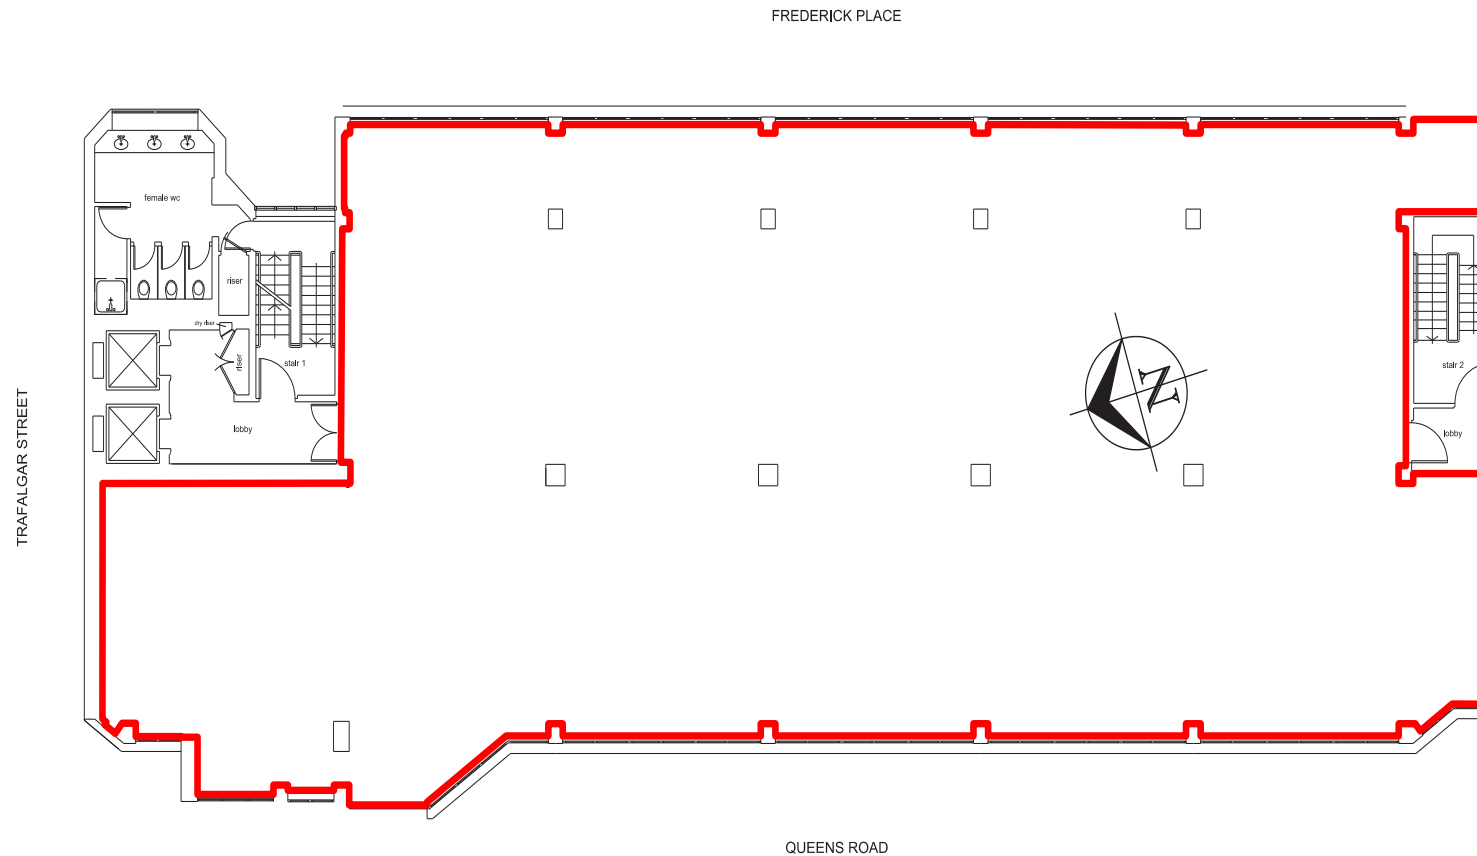 FREDERICK PLACE
female wc
riser
dry riser
riser
stair 1
lobby
TRAFALGAR STREET
N
stair 2
lobby
QUEENS ROAD